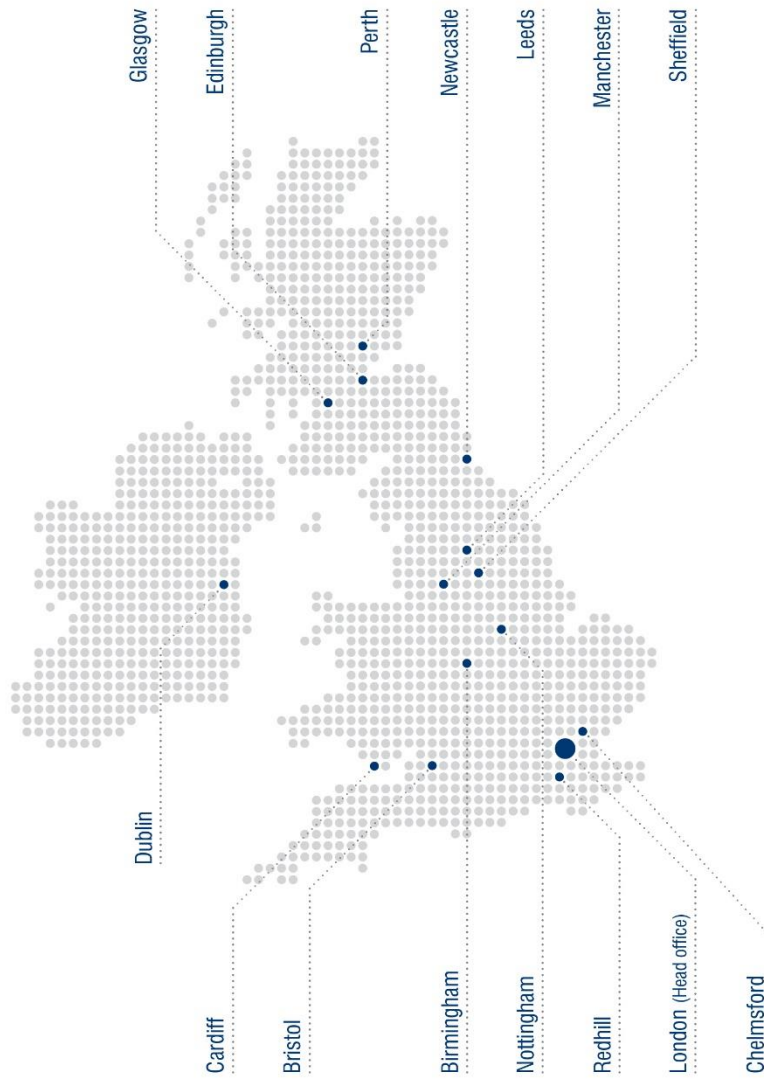 Glasgow
Edinburgh
Perth
Newcastle
Leeds
Manchester
Sheffield
Dublin
Cardiff
Bristol
Birmingham
Nottingham
Redhill
London (Head office)
Chelmsford